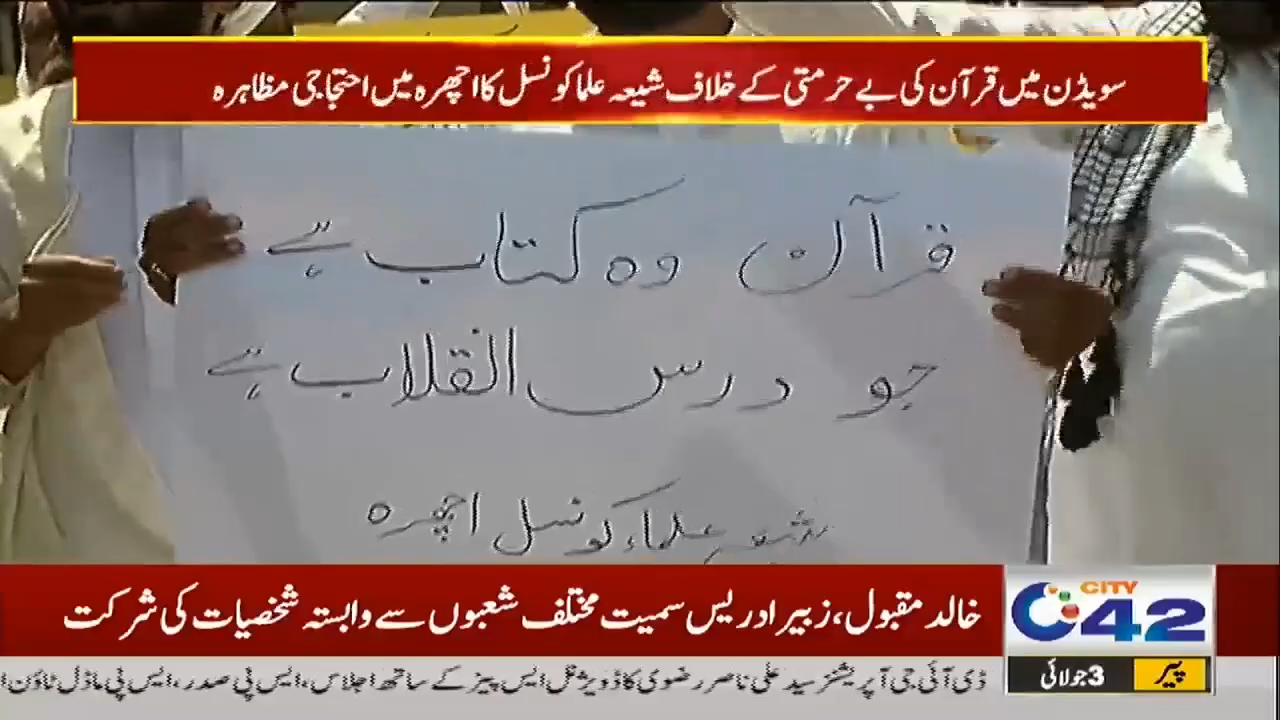 سویڈن میں قرآن کی بے حرمتی کے خلاف شیعہ علما کونسل کا اچھرہ میں احتجاجی مظاہرہ
قرآن وہ کتاب ہے
جو درس القلاب ہے
شیعہ علماء کونسل اچھرہ
خالد مقبول، زبیر ادریس سمیت مختلف شعبوں سے وابستہ شخصیات کی شرکت
CITY
42
پیر
3 جولائی
ڈی آئی جی آپریشنز سید علی ناصر رضوی کا ڈویژنل ایس پیز کے ساتھ اجلاس، ایس پی صدر، ایس پی ماڈل ٹاؤن